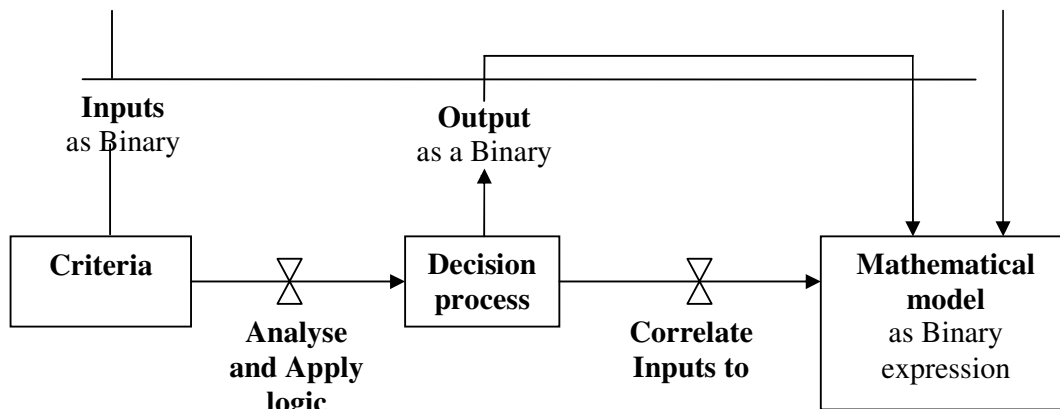 Inputs
as Binary
Output
as a Binary
Criteria
Decision
process
Mathematical
model
as Binary
expression
Analyse
and Apply
logic
Correlate
Inputs to